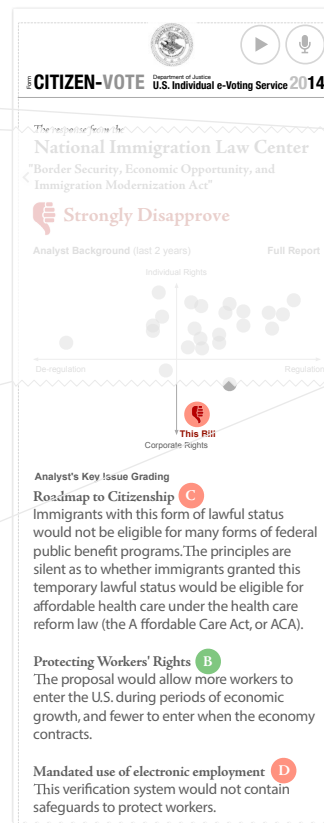 Form
CITIZEN-VOTE
Department of Justice
U.S. Individual e-Voting Service
2014
The response from the
National Immigration Law Center
"Border Security, Economic Opportunity, and
Immigration Modernization Act"
Strongly Disapprove
Analyst Background (last 2 years) Full Report
Individual Rights
De-regulation Regulation
This Bill
Corporate Rights
Analyst's Key Issue Grading
Roadmap to Citizenship C
Immigrants with this form of lawful status
would not be eligible for many forms of federal
public benefit programs.The principles are
silent as to whether immigrants granted this
temporary lawful status would be eligible for
affordable health care under the health care
reform law (the A ffordable Care Act, or ACA).
Protecting Workers' Rights B
The proposal would allow more workers to
enter the U.S. during periods of economic
growth, and fewer to enter when the economy
contracts.
Mandated use of electronic employment D
This verification system would not contain
safeguards to protect workers.